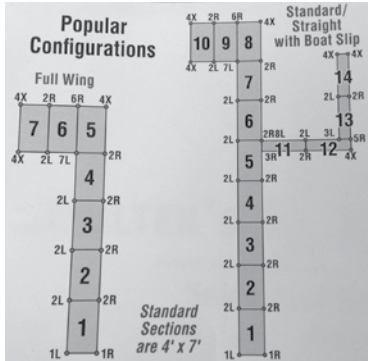 Popular
Configurations
Full Wing
4X 2R 6R 4X
7 6 5
4X 2L 7L 2R
4
2L 2R
3
2L 2R
2
2L 2R
1
1L 1R
Standard
Sections
are 4' x 7'
Standard/
Straight
with Boat Slip
4X 2R 6R 4X
10 9 8
4X 2L 7L 2R
7
2L 2R
6
2L 2R8L 2L 3L 5R
5 11 12
3R 2R 4X
4X 4X
14
2L 2R
13
2L 2R
4
2L 2R
3
2L 2R
2
2L 2R
1
1L 1R